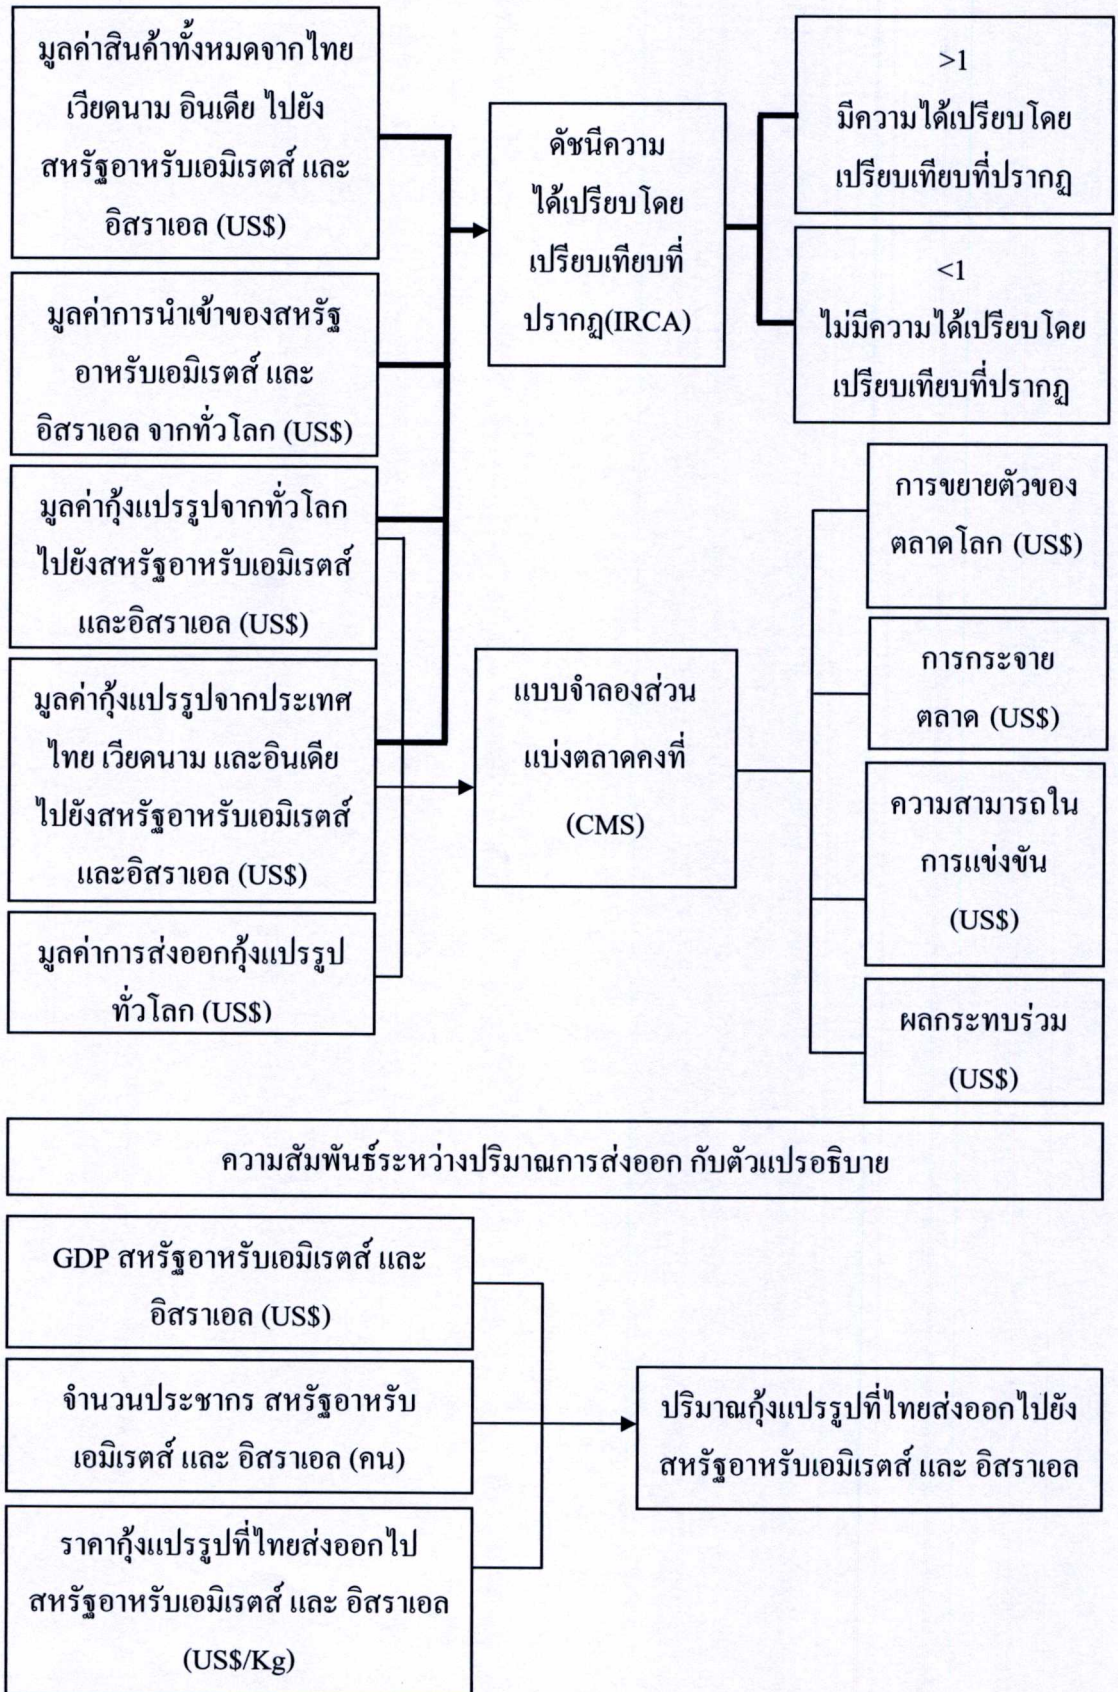 มูลค่าสินค้าทั้งหมดจากไทย
เวียดนาม อินเดีย ไปยัง
สหรัฐอาหรับเอมิเรตส์ และ
อิสราเอล (US$)
มูลค่าการนำเข้าของสหรัฐ
อาหรับเอมิเรตส์ และ
อิสราเอล จากทั่วโลก (US$)
มูลค่ากุ้งแปรรูปจากทั่วโลก
ไปยังสหรัฐอาหรับเอมิเรตส์
และอิสราเอล (US$)
มูลค่ากุ้งแปรรูปจากประเทศ
ไทย เวียดนาม และอินเดีย
ไปยังสหรัฐอาหรับเอมิเรตส์
และอิสราเอล (US$)
มูลค่าการส่งออกกุ้งแปรรูป
ทั่วโลก (US$)
ดัชนีความ
ได้เปรียบโดย
เปรียบเทียบที่
ปรากฏ(IRCA)
>1
มีความได้เปรียบโดย
เปรียบเทียบที่ปรากฏ
<1
ไม่มีความได้เปรียบโดย
เปรียบเทียบที่ปรากฏ
แบบจำลองส่วน
แบ่งตลาดคงที่
(CMS)
การขยายตัวของ
ตลาดโลก (US$)
การกระจาย
ตลาด (US$)
ความสามารถใน
การแข่งขัน
(US$)
ผลกระทบร่วม
(US$)
ความสัมพันธ์ระหว่างปริมาณการส่งออก กับตัวแปรอธิบาย
GDP สหรัฐอาหรับเอมิเรตส์ และ
อิสราเอล (US$)
จำนวนประชากร สหรัฐอาหรับ
เอมิเรตส์ และ อิสราเอล (คน)
ราคากุ้งแปรรูปที่ไทยส่งออกไป
สหรัฐอาหรับเอมิเรตส์ และ อิสราเอล
(US$/Kg)
ปริมาณกุ้งแปรรูปที่ไทยส่งออกไปยัง
สหรัฐอาหรับเอมิเรตส์ และ อิสราเอล